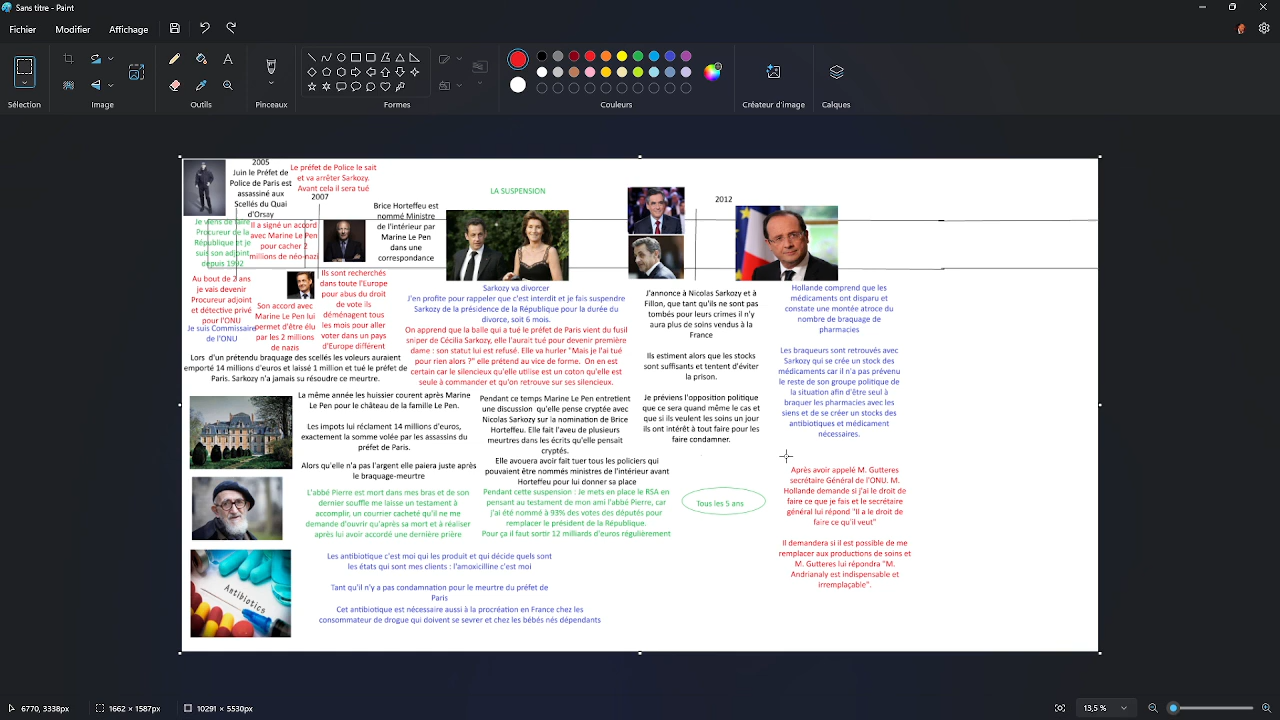 Sans titre - Paint
Modifier
Affichage
Sélection
Image
Outils
Pinceaux
Formes
Couleurs
Créateur d'image
Calques
2005
Juin le Préfet de
Police de Paris est
assassiné aux
Scellés du Quai
d'Orsay
Le préfet de Police le sait
et va arrêter Sarkozy.
Avant cela il sera tué
2007
Je viens de faire
Procureur de la
République et je
suis son adjoint
depuis 1992
Il a signé un accord
avec Marine Le Pen
pour cacher 2
millions de néo-nazi
Brice Horteffeu est
nommé Ministre
de l'intérieur par
Marine Le Pen
dans une
correspondance
LA SUSPENSION
2012
Au bout de 2 ans
je vais devenir
Procureur adjoint
et détective privé
pour l'ONU
Je suis Commissaire
de l'ONU
Son accord avec
Marine Le Pen lui
permet d'être élu
par les 2 millions
de nazis
Ils sont recherchés
dans toute l'Europe
pour abus du droit
de vote ils
déménagent tous
les mois pour aller
voter dans un pays
d'Europe différent
Sarkozy va divorcer
J'en profite pour rappeler que c'est interdit et je fais suspendre
Sarkozy de la présidence de la République pour la durée du
divorce, soit 6 mois.
On apprend que la balle qui a tué le préfet de Paris vient du fusil
sniper de Cécilia Sarkozy, elle l'aurait tué pour devenir première
dame : son statut lui est refusé. Elle va hurler "Mais je l'ai tué
pour rien alors ?" elle prétend au vice de forme. On en est
certain car le silencieux qu'elle utilise est un coton qu'elle est
seule à commander et qu'on retrouve sur ses silencieux.
J'annonce à Nicolas Sarkozy et à
Fillon, que tant qu'ils ne sont pas
tombés pour leurs crimes il n'y
aura plus de soins vendus à la
France
Ils estiment alors que les stocks
sont suffisants et tentent d'éviter
la prison.
Je préviens l'opposition politique
que ce sera quand même le cas et
que si ils veulent les soins un jour
ils ont intérêt à tout faire pour les
faire condamner.
Hollande comprend que les
médicaments ont disparu et
constate une montée atroce du
nombre de braquage de
pharmacies
Les braqueurs sont retrouvés avec
Sarkozy qui se crée un stock des
médicaments car il n'a pas prévenu
le reste de son groupe politique de
la situation afin d'être seul à
braquer les pharmacies avec les
siens et de se créer un stocks des
antibiotiques et médicament
nécessaires.
Lors d'un prétendu braquage des scellés les voleurs auraient
emporté 14 millions d'euros et laissé 1 million et tué le préfet de
Paris. Sarkozy n'a jamais su résoudre ce meurtre.
La même année les huissier courent après Marine
Le Pen pour le château de la famille Le Pen.
Les impots lui réclament 14 millions d'euros,
exactement la somme volée par les assassins du
préfet de Paris.
Alors qu'elle n'a pas l'argent elle paiera juste après
le braquage-meurtre
Pendant ce temps Marine Le Pen entretient
une discussion qu'elle pense cryptée avec
Nicolas Sarkozy sur la nomination de Brice
Horteffeu. Elle fait l'aveu de plusieurs
meurtres dans les écrits qu'elle pensait
cryptés.
Elle avouera avoir fait tuer tous les policiers qui
pouvaient être nommés ministres de l'intérieur avant
Horteffeu pour lui donner sa place
L'abbé Pierre est mort dans mes bras et de son
dernier souffle me laisse un testament à
accomplir, un courrier cacheté qu'il ne me
demande d'ouvrir qu'après sa mort et à réaliser
après lui avoir accordé une dernière prière
Pendant cette suspension : Je mets en place le RSA en
pensant au testament de mon ami l'abbé Pierre, car
j'ai été nommé à 93% des votes des députés pour
remplacer le président de la République.
Pour ça il faut sortir 12 milliards d'euros régulièrement
Tous les 5 ans
Après avoir appelé M. Gutteres
secrétaire Général de l'ONU. M.
Hollande demande si j'ai le droit de
faire ce que je fais et le secrétaire
général lui répond "Il a le droit de
faire ce qu'il veut"
Il demandera si il est possible de me
remplacer aux productions de soins et
M. Gutteres lui répondra "M.
Andrianaly est indispensable et
irremplaçable".
Antibiotics
Les antibiotique c'est moi qui les produit et qui décide quels sont
les états qui sont mes clients : l'amoxicilline c'est moi
Tant qu'il n'y a pas condamnation pour le meurtre du préfet de
Paris
Cet antibiotique est nécessaire aussi à la procréation en France chez les
consommateur de drogue qui doivent se sevrer et chez les bébés nés dépendants
6770, 3338px
1662 × 1587px
10291 × 5530px
13,5 %